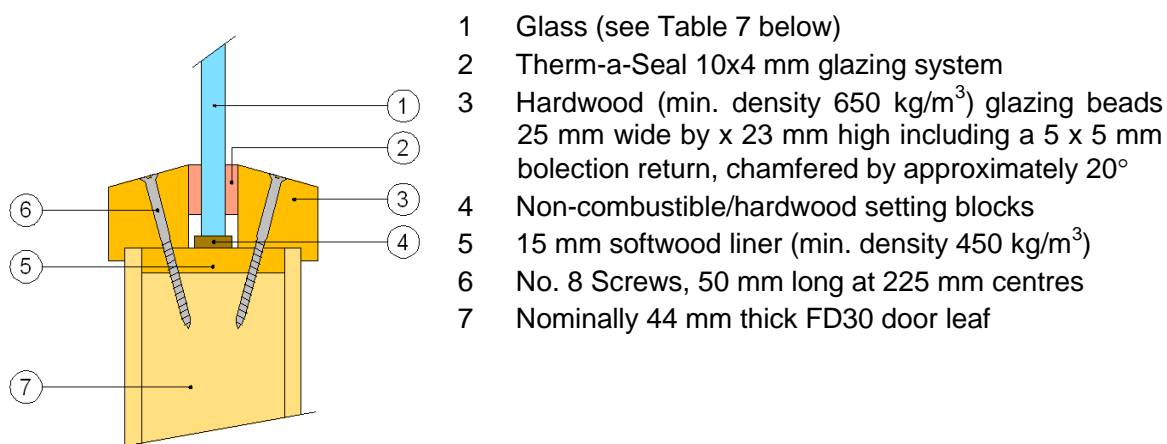 1 Glass (see Table 7 below)
2 Therm-a-Seal 10x4 mm glazing system
3 Hardwood (min. density 650 kg/m³) glazing beads
25 mm wide by x 23 mm high including a 5 x 5 mm
bolection return, chamfered by approximately 20°
4 Non-combustible/hardwood setting blocks
5 15 mm softwood liner (min. density 450 kg/m³)
6 No. 8 Screws, 50 mm long at 225 mm centres
7 Nominally 44 mm thick FD30 door leaf
1
2
3
6
4
5
7